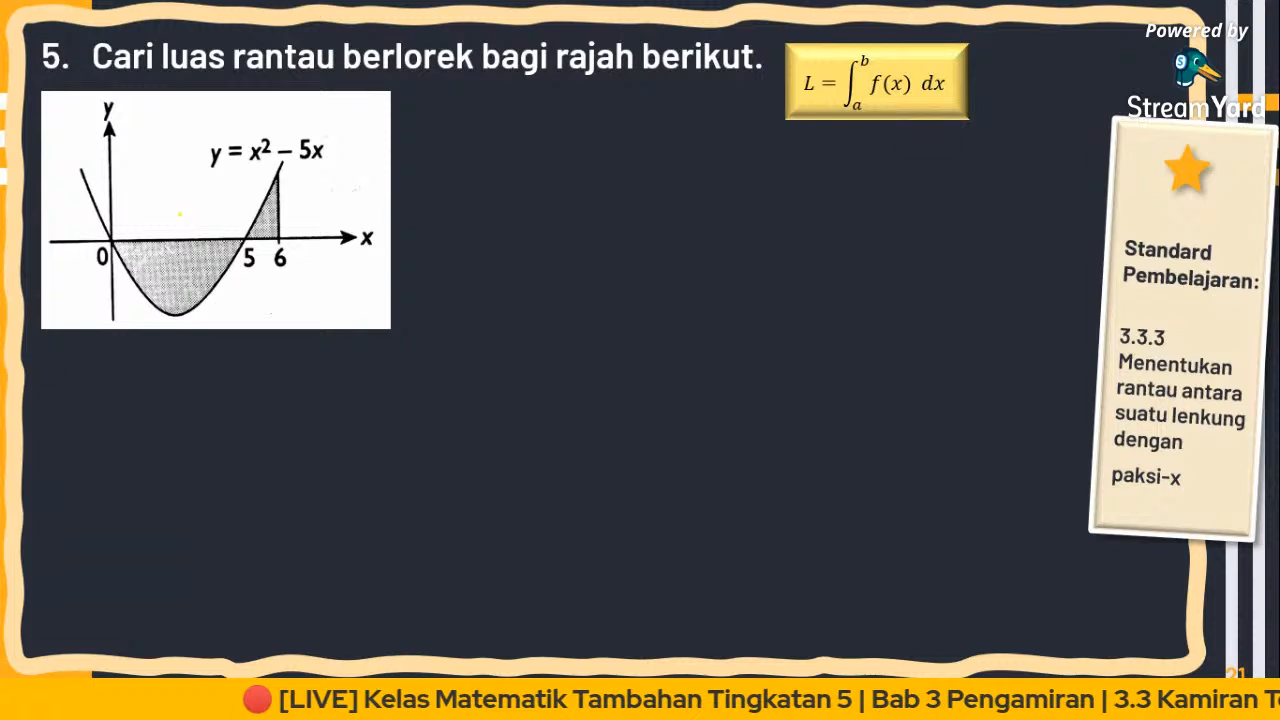 5. Cari luas rantau berlorek bagi rajah berikut.
L = ∫_a^b f(x) dx
Powered by
StreamYard
y
y = x² – 5x
x
0
5 6
Standard
Pembelajaran:
3.3.3
Menentukan
rantau antara
suatu lenkung
dengan
paksi-x
21
[LIVE] Kelas Matematik Tambahan Tingkatan 5 | Bab 3 Pengamiran | 3.3 Kamiran